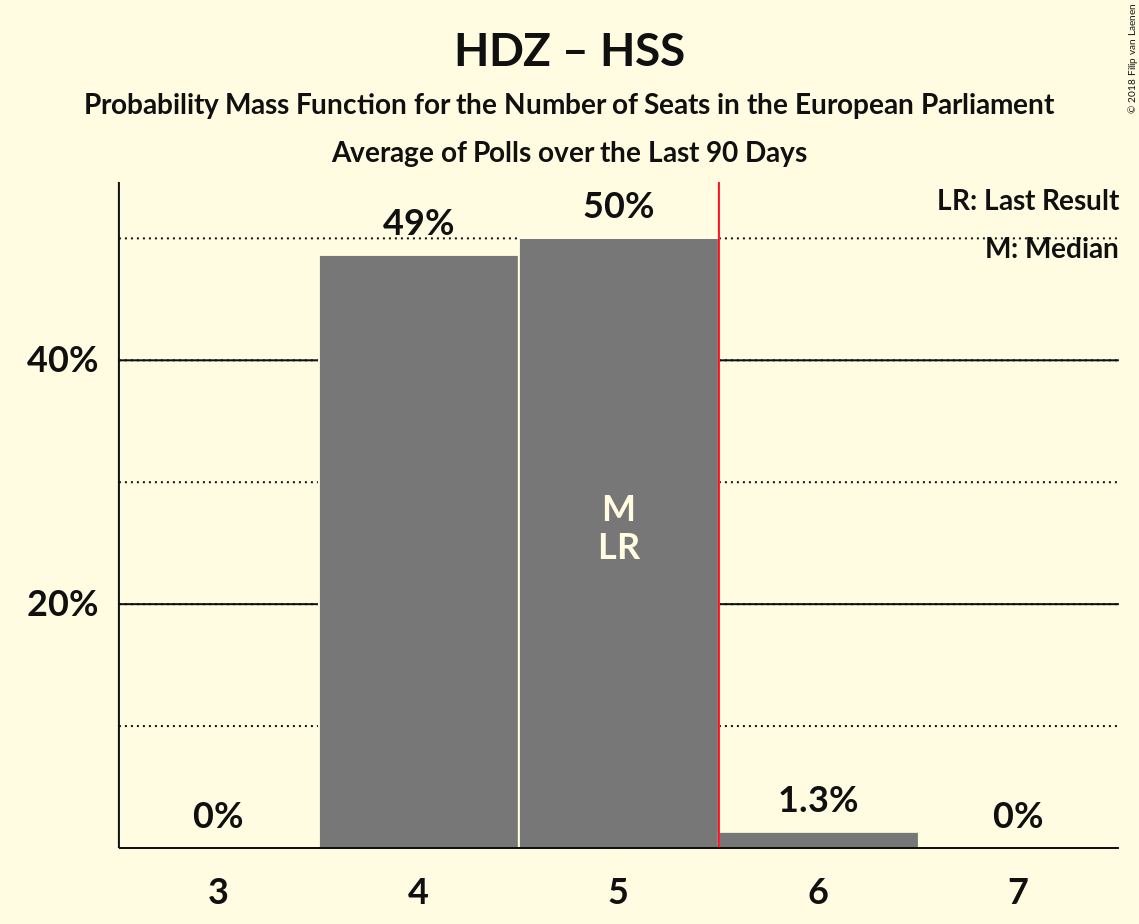 HDZ – HSS
Probability Mass Function for the Number of Seats in the European Parliament
Average of Polls over the Last 90 Days
© 2018 Filip van Laenen
LR: Last Result
M: Median
49%
50%
40%
M
LR
20%
0%
1.3%
0%
3
4
5
6
7